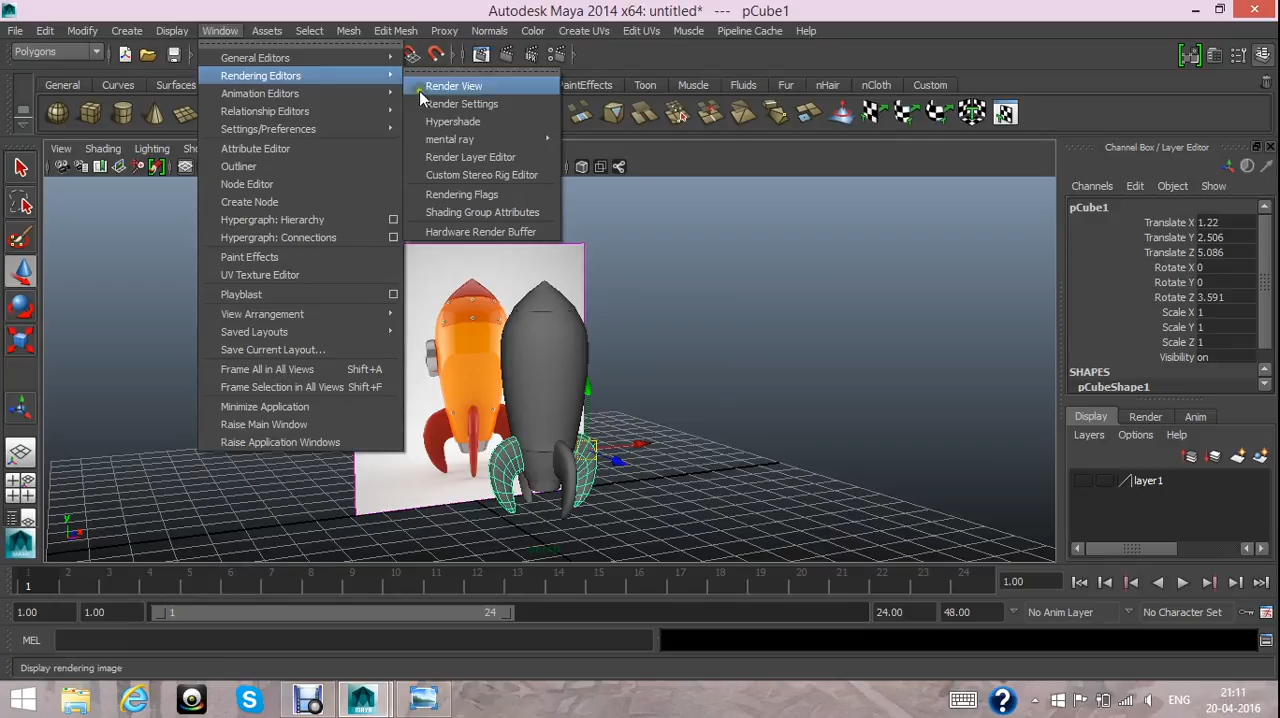 Autodesk Maya 2014 x64: untitled* --- pCube1
File Edit Modify Create Display Window Assets Select Mesh Edit Mesh Proxy Normals Color Create UVs Edit UVs Muscle Pipeline Cache Help
Polygons
General Curves Surfaces PaintEffects Toon Muscle Fluids Fur nHair nCloth Custom
View Shading Lighting
General Editors
Rendering Editors
Animation Editors
Relationship Editors
Settings/Preferences
Attribute Editor
Outliner
Node Editor
Create Node
Hypergraph: Hierarchy
Hypergraph: Connections
Paint Effects
UV Texture Editor
Playblast
View Arrangement
Saved Layouts
Save Current Layout...
Frame All in All Views Shift+A
Frame Selection in All Views Shift+F
Minimize Application
Raise Main Window
Raise Application Windows
Render View
Render Settings
Hypershade
mental ray
Render Layer Editor
Custom Stereo Rig Editor
Rendering Flags
Shading Group Attributes
Hardware Render Buffer
Channel Box / Layer Editor
Channels Edit Object Show
pCube1
Translate X 1.22
Translate Y 2.506
Translate Z 5.086
Rotate X 0
Rotate Y 0
Rotate Z 3.591
Scale X 1
Scale Y 1
Scale Z 1
Visibility on
SHAPES
pCubeShape1
Display Render Anim
Layers Options Help
layer1
y
x
MAYA
1 2 3 4 5 6 7 8 9 10 11 12 13 14 15 16 17 18 19 20 21 22 23 24
1
1.00
1.00 1.00 1 24 24.00 48.00 No Anim Layer No Character Set
MEL
Display rendering image
ENG
21:11
20-04-2016